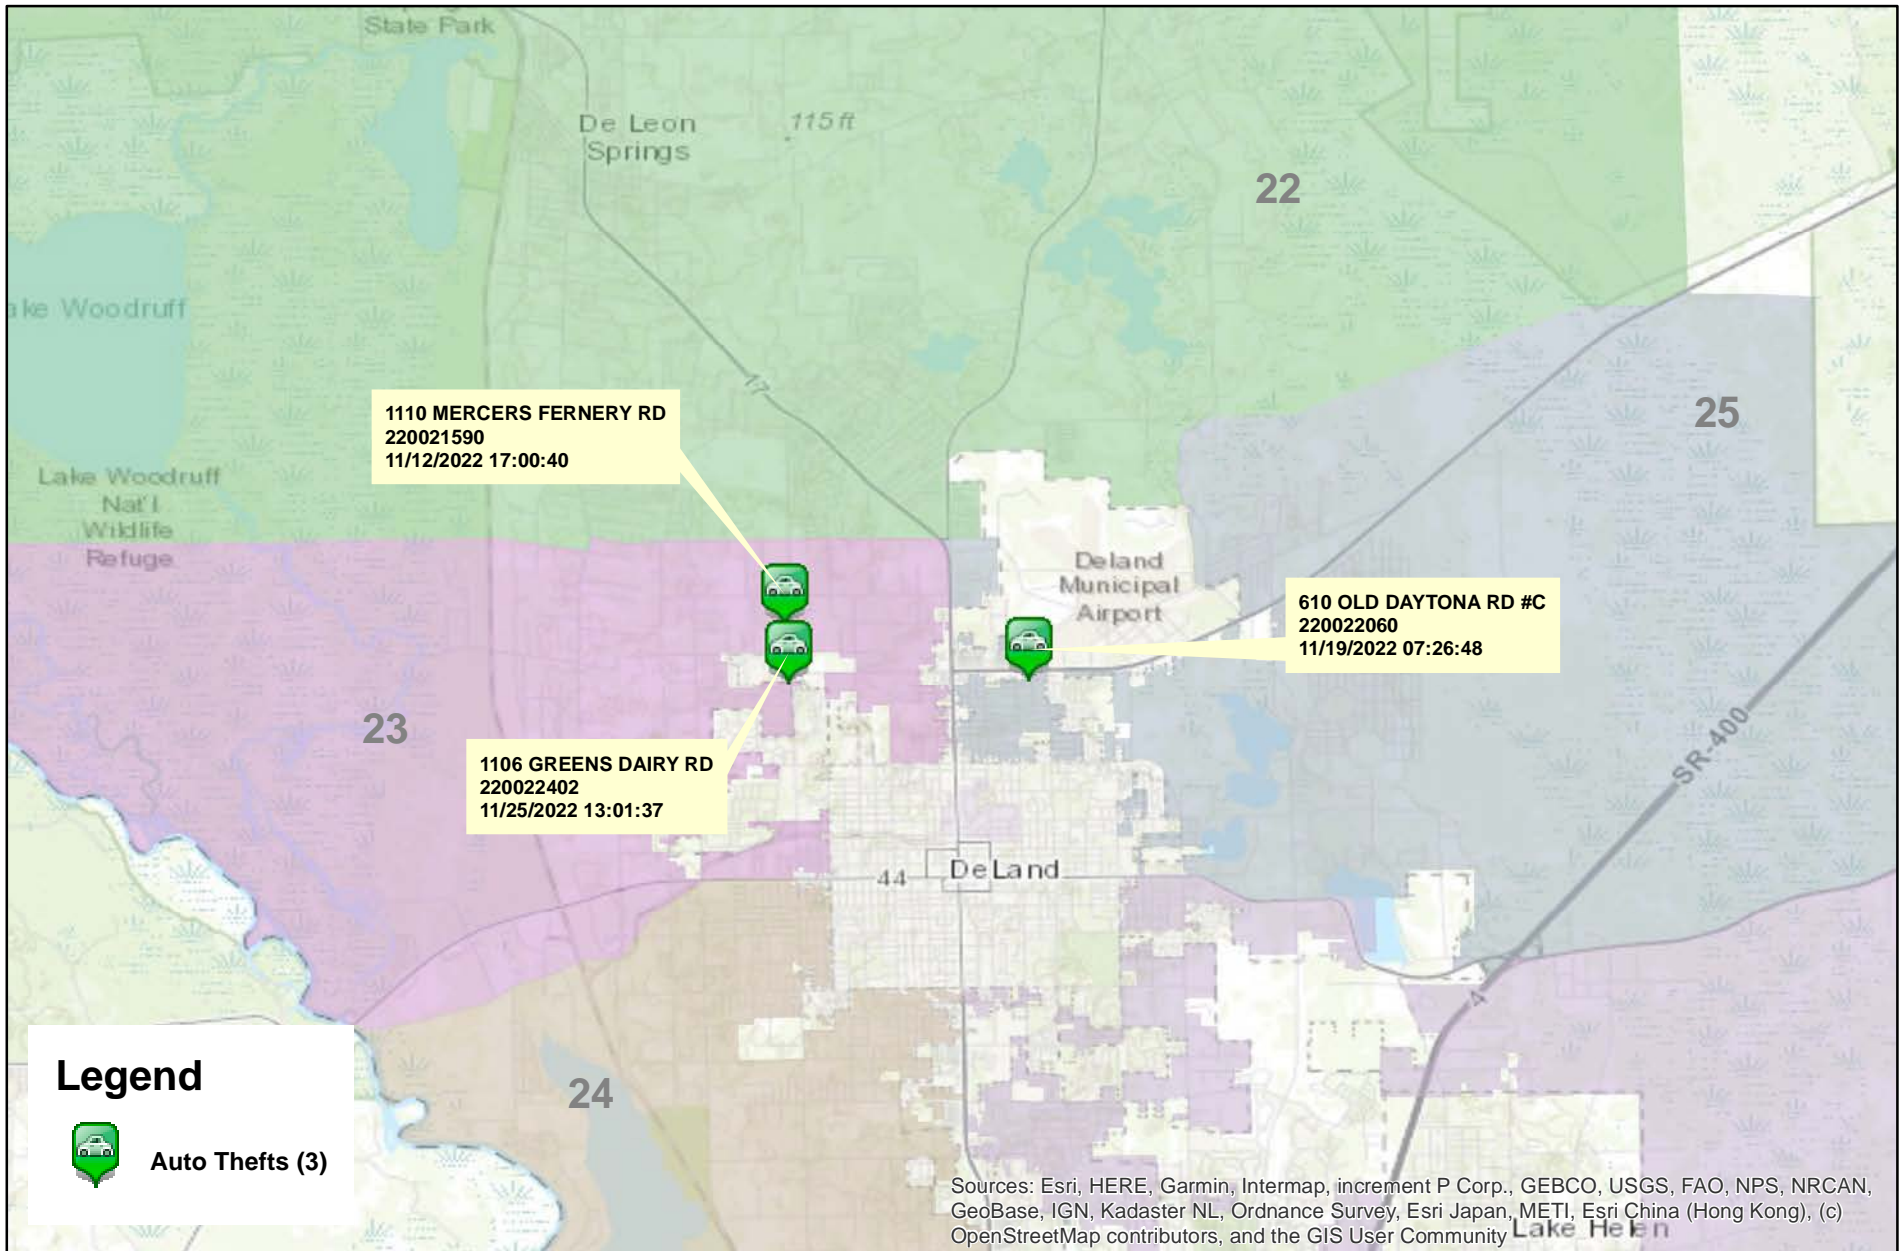 State Park
De Leon
Springs
115 ft
22
ake Woodruff
17
25
1110 MERCERS FERNERY RD
220021590
11/12/2022 17:00:40
Lake Woodruff
Nat'l
Wildlife
Refuge
Deland
Municipal
Airport
610 OLD DAYTONA RD #C
220022060
11/19/2022 07:26:48
23
SR-400
1106 GREENS DAIRY RD
220022402
11/25/2022 13:01:37
44
DeLand
4
24
Legend
Auto Thefts (3)
Sources: Esri, HERE, Garmin, Intermap, increment P Corp., GEBCO, USGS, FAO, NPS, NRCAN,
GeoBase, IGN, Kadaster NL, Ordnance Survey, Esri Japan, METI, Esri China (Hong Kong), (c)
OpenStreetMap contributors, and the GIS User Community
Lake Helen